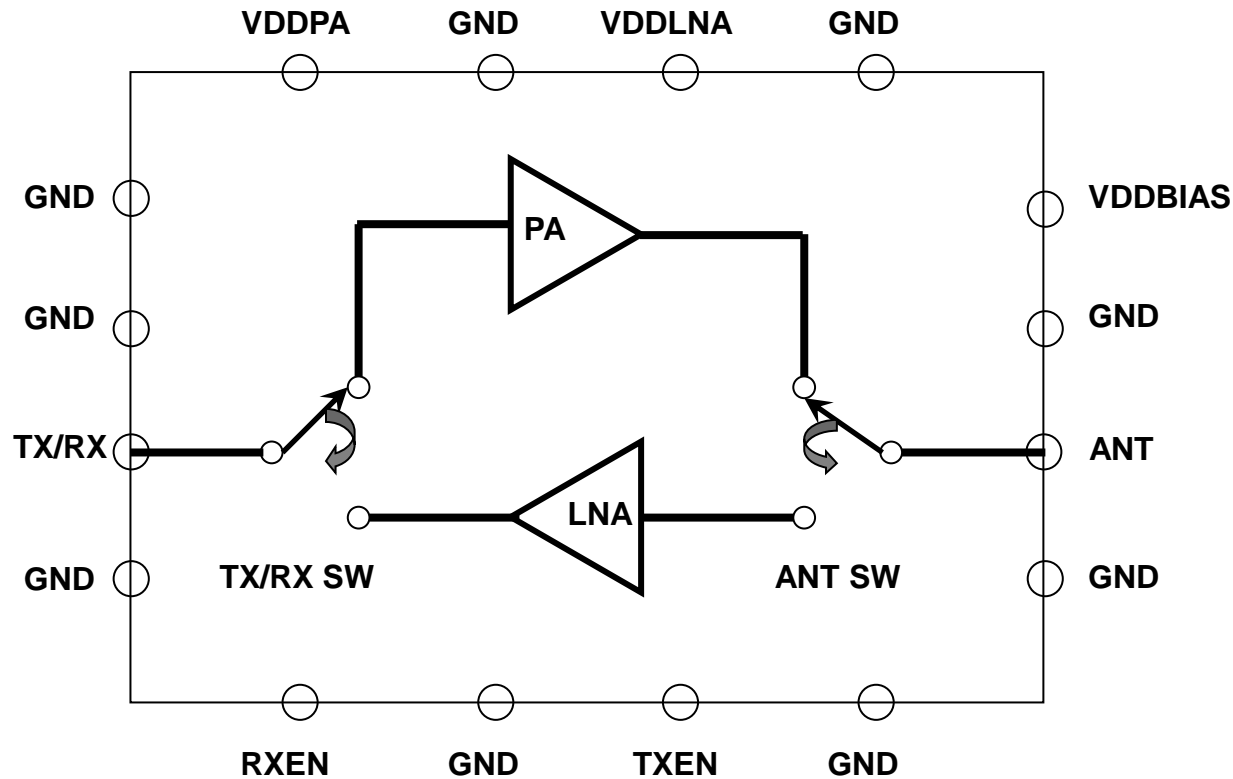 VDDPA
GND
VDDLNA
GND
GND
VDDBIAS
PA
GND
GND
TX/RX
ANT
LNA
GND
TX/RX SW
ANT SW
GND
RXEN
GND
TXEN
GND